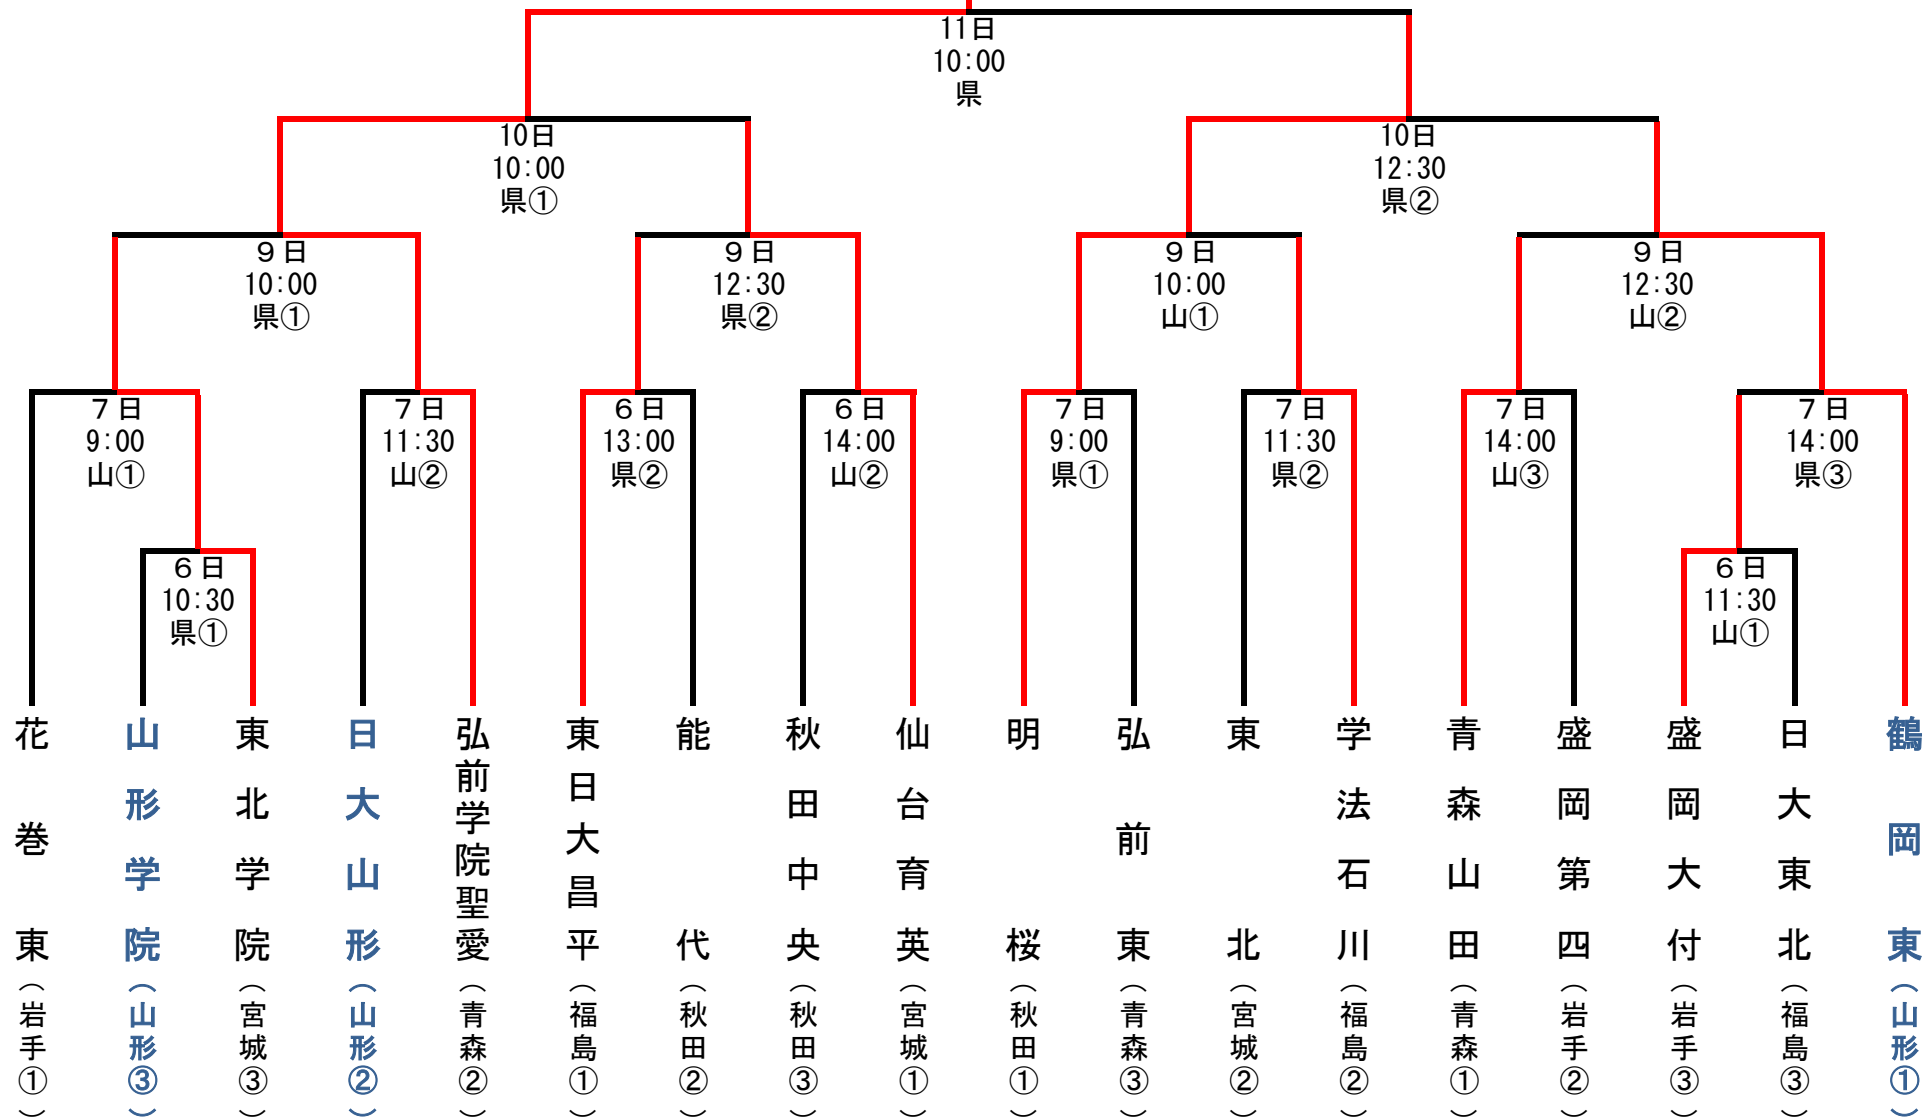 11日
10:00
県
10日
10:00
県①
10日
12:30
県②
９日
10:00
県①
９日
12:30
県②
９日
10:00
山①
９日
12:30
山②
７日
9:00
山①
７日
11:30
山②
６日
13:00
県②
６日
14:00
山②
７日
9:00
県①
７日
11:30
県②
７日
14:00
山③
７日
14:00
県③
６日
10:30
県①
６日
11:30
山①
花巻東（岩手①）
山形学院（山形③）
東北学院（宮城③）
日大山形（山形②）
弘前学院聖愛（青森②）
東日大昌平（福島①）
能代（秋田②）
秋田中央（秋田③）
仙台育英（宮城①）
明桜（秋田①）
弘前東（青森③）
東北（宮城②）
学法石川（福島②）
青森山田（青森①）
盛岡第四（岩手②）
盛岡大付（岩手③）
日大東北（福島③）
鶴岡東（山形①）